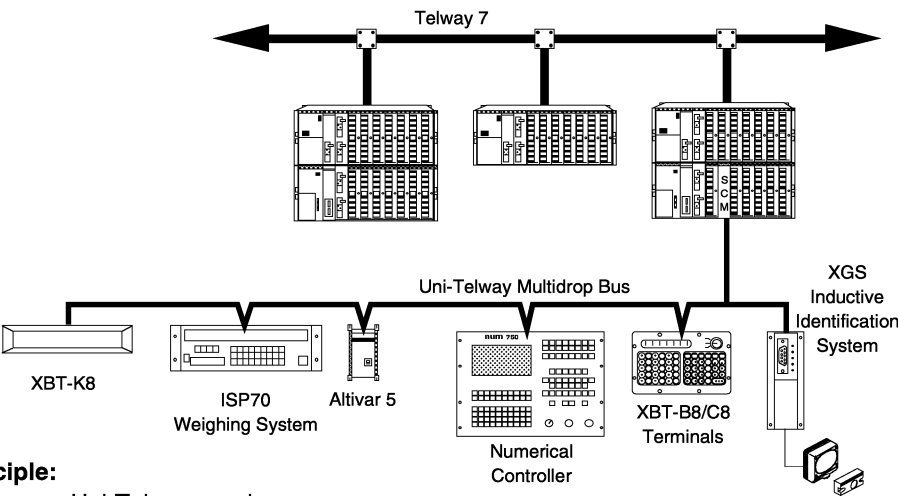 Telway 7
S
C
M
Uni-Telway Multidrop Bus
XGS
Inductive
Identification
System
num 760
XBT-K8
ISP70
Weighing System
Altivar 5
Numerical
Controller
XBT-B8/C8
Terminals
ciple: